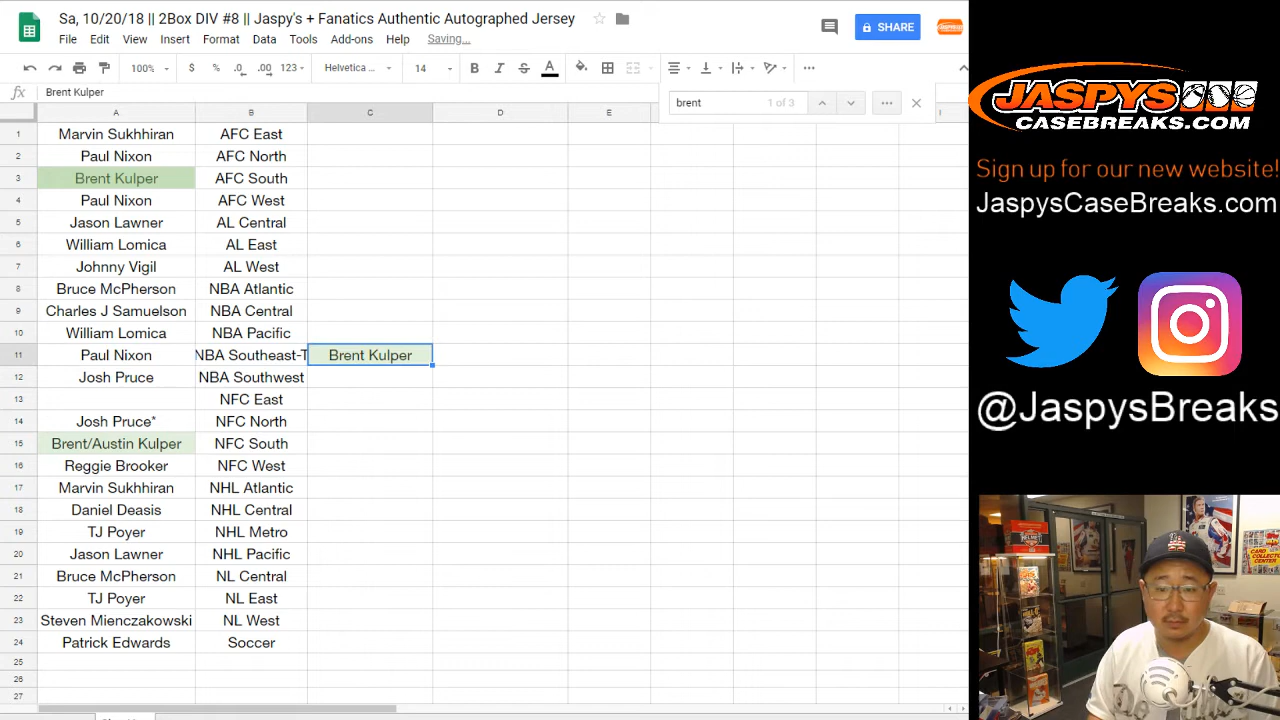 Sa, 10/20/18 || 2Box DIV #8 || Jaspy's + Fanatics Authentic Autographed Jersey
File Edit View Insert Format Data Tools Add-ons Help Saving...
SHARE
100% $ % .0 .00 123 Helvetica ... 14 B I S A
fx Brent Kulper
brent 1 of 3
A B C D E
1 Marvin Sukhhiran AFC East
2 Paul Nixon AFC North
3 Brent Kulper AFC South
4 Paul Nixon AFC West
5 Jason Lawner AL Central
6 William Lomica AL East
7 Johnny Vigil AL West
8 Bruce McPherson NBA Atlantic
9 Charles J Samuelson NBA Central
10 William Lomica NBA Pacific
11 Paul Nixon NBA Southeast-T Brent Kulper
12 Josh Pruce NBA Southwest
13 NFC East
14 Josh Pruce* NFC North
15 Brent/Austin Kulper NFC South
16 Reggie Brooker NFC West
17 Marvin Sukhhiran NHL Atlantic
18 Daniel Deasis NHL Central
19 TJ Poyer NHL Metro
20 Jason Lawner NHL Pacific
21 Bruce McPherson NL Central
22 TJ Poyer NL East
23 Steven Mienczakowski NL West
24 Patrick Edwards Soccer
25
26
27
JASPYS
CASEBREAKS.COM
Sign up for our new website!
JaspysCaseBreaks.com
@JaspysBreaks